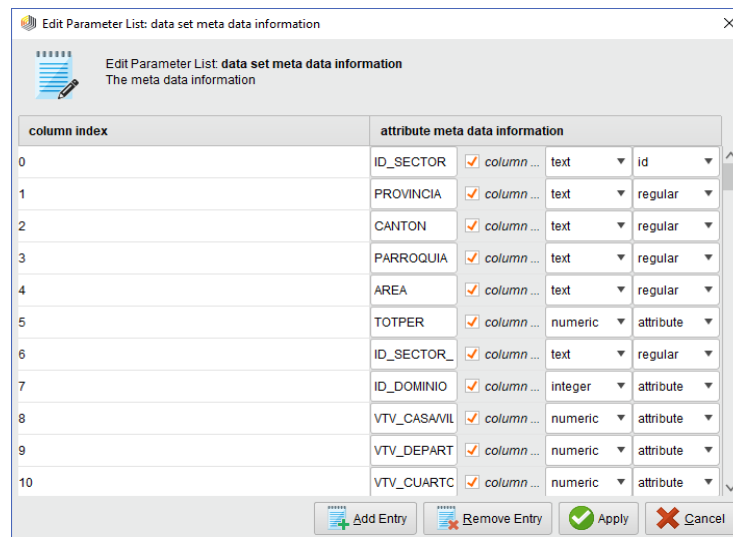 Edit Parameter List: data set meta data information
Edit Parameter List: data set meta data information
The meta data information
column index attribute meta data information
0 ID_SECTOR column ... text id
1 PROVINCIA column ... text regular
2 CANTON column ... text regular
3 PARROQUIA column ... text regular
4 AREA column ... text regular
5 TOTPER column ... numeric attribute
6 ID_SECTOR_ column ... text regular
7 ID_DOMINIO column ... integer attribute
8 VTV_CASA/VIL column ... numeric attribute
9 VTV_DEPART column ... numeric attribute
10 VTV_CUARTO column ... numeric attribute
Add Entry Remove Entry Apply Cancel